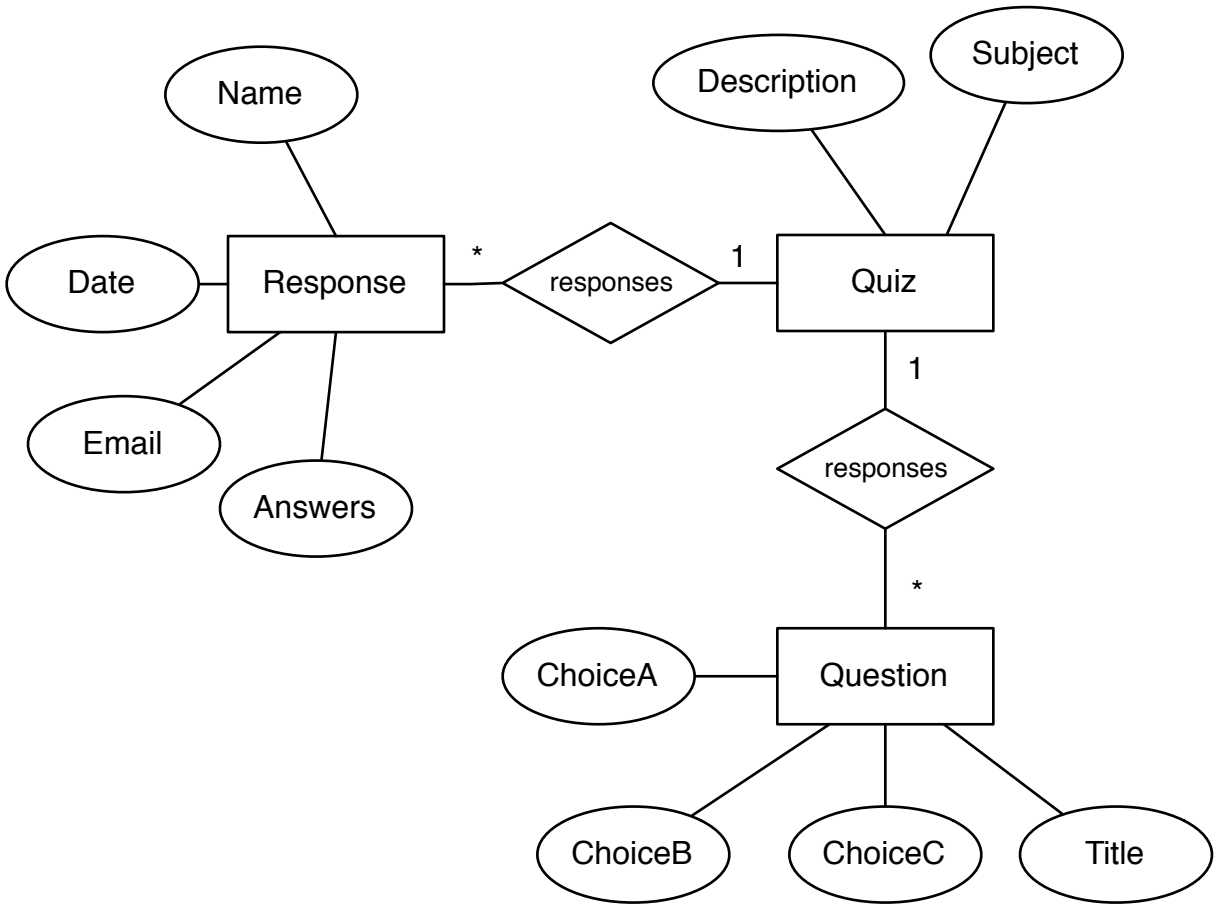 Subject
Description
Name
*
1
Date
Response
responses
Quiz
1
Email
responses
Answers
*
ChoiceA
Question
ChoiceB
ChoiceC
Title